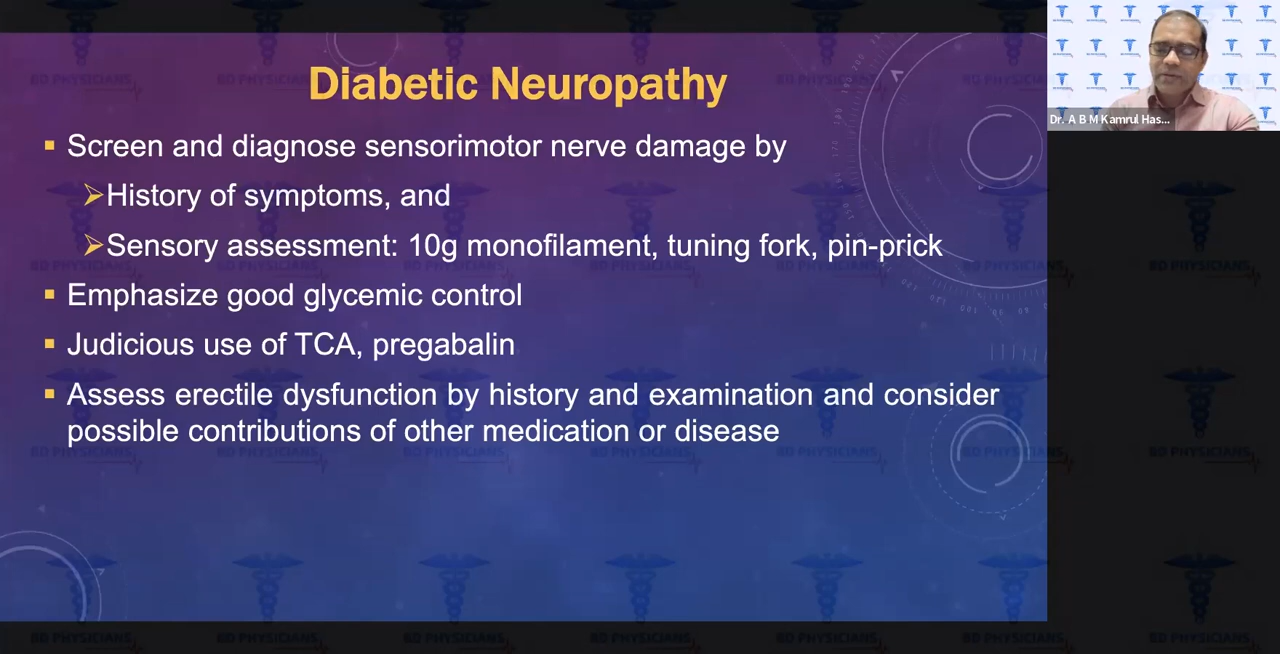 Diabetic Neuropathy
▪ Screen and diagnose sensorimotor nerve damage by
➢History of symptoms, and
➢Sensory assessment: 10g monofilament, tuning fork, pin-prick
▪ Emphasize good glycemic control
▪ Judicious use of TCA, pregabalin
▪ Assess erectile dysfunction by history and examination and consider
possible contributions of other medication or disease
Dr. A B M Kamrul Has...
BD PHYSICIANS